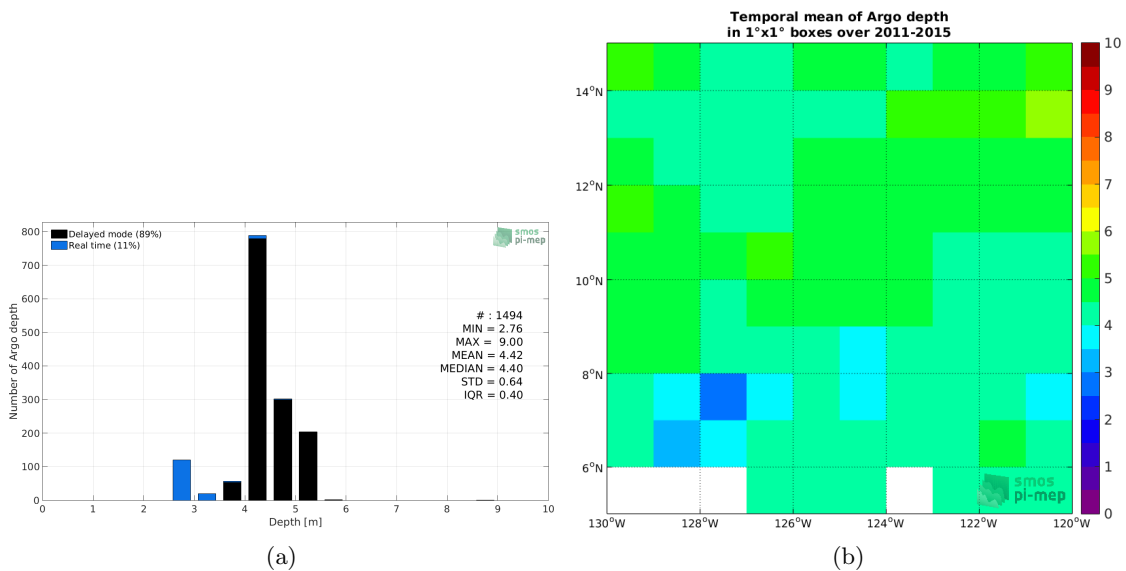 Delayed mode (89%)
Real time (11%)
smos
pi-mep
# : 1494
MIN = 2.76
MAX = 9.00
MEAN = 4.42
MEDIAN = 4.40
STD = 0.64
IQR = 0.40
Number of Argo depth
800
700
600
500
400
300
200
100
0
0 1 2 3 4 5 6 7 8 9 10
Depth [m]
(a)
Temporal mean of Argo depth
in 1°x1° boxes over 2011-2015
14°N
12°N
10°N
8°N
6°N
130°W 128°W 126°W 124°W 122°W 120°W
smos
pi-mep
10
9
8
7
6
5
4
3
2
1
0
(b)